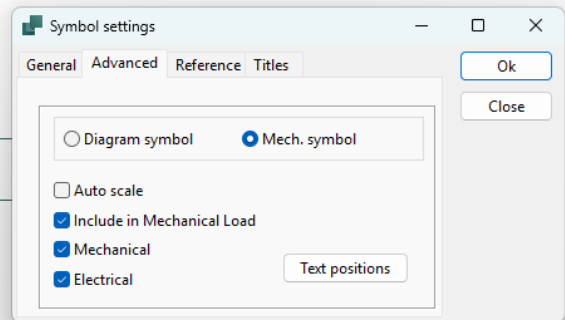 Symbol settings
General Advanced Reference Titles
Ok
Close
Diagram symbol Mech. symbol
Auto scale
Include in Mechanical Load
Mechanical
Electrical
Text positions